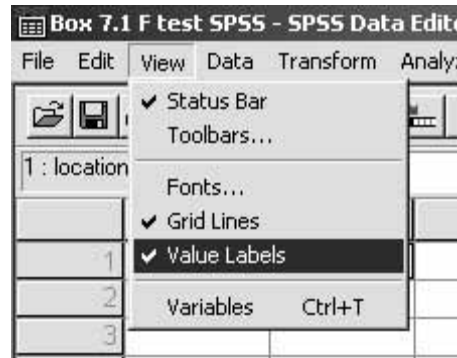 Box 7.1 F test SPSS - SPSS Data Edit
File Edit View Data Transform Analy
Status Bar
Toolbars...
1 : location
Fonts...
Grid Lines
1 Value Labels
2 Variables Ctrl+T
3